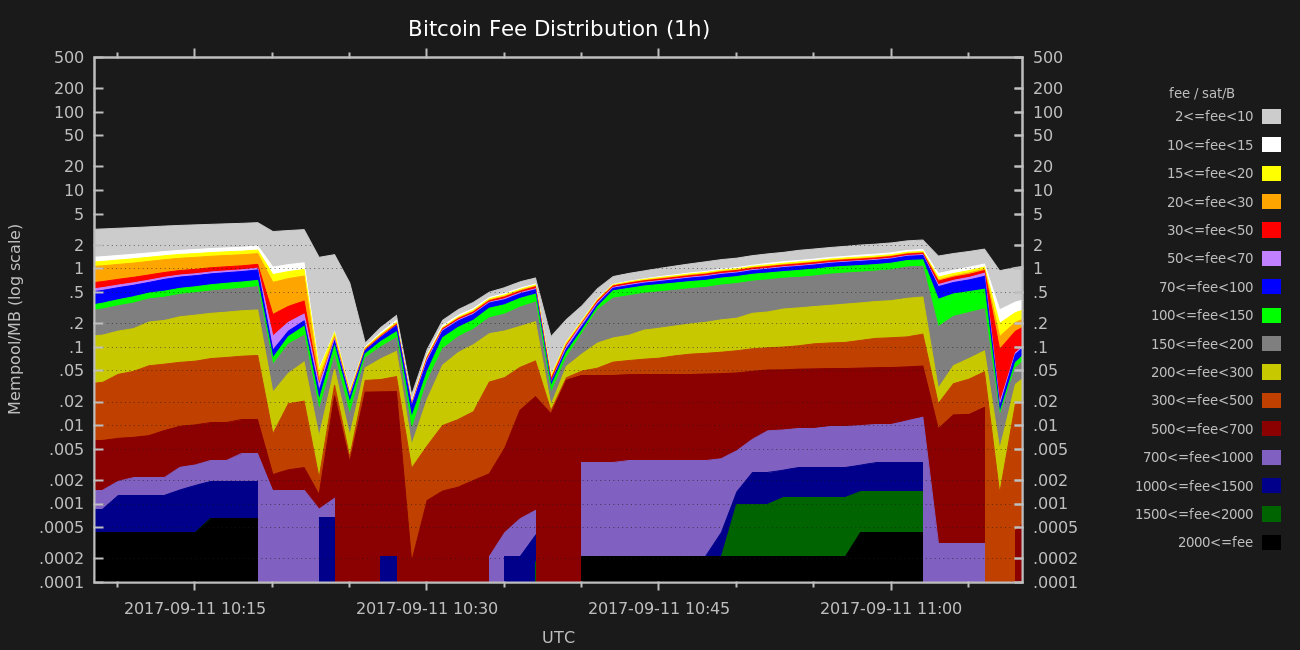 Bitcoin Fee Distribution (1h)
500
200
100
50
20
10
5
2
1
.5
.2
.1
.05
.02
.01
.005
.002
.001
.0005
.0002
.0001
Mempool/MB (log scale)
500
200
100
50
20
10
5
2
1
.5
.2
.1
.05
.02
.01
.005
.002
.001
.0005
.0002
.0001
2017-09-11 10:15
2017-09-11 10:30
2017-09-11 10:45
2017-09-11 11:00
UTC
fee / sat/B
2<=fee<10
10<=fee<15
15<=fee<20
20<=fee<30
30<=fee<50
50<=fee<70
70<=fee<100
100<=fee<150
150<=fee<200
200<=fee<300
300<=fee<500
500<=fee<700
700<=fee<1000
1000<=fee<1500
1500<=fee<2000
2000<=fee